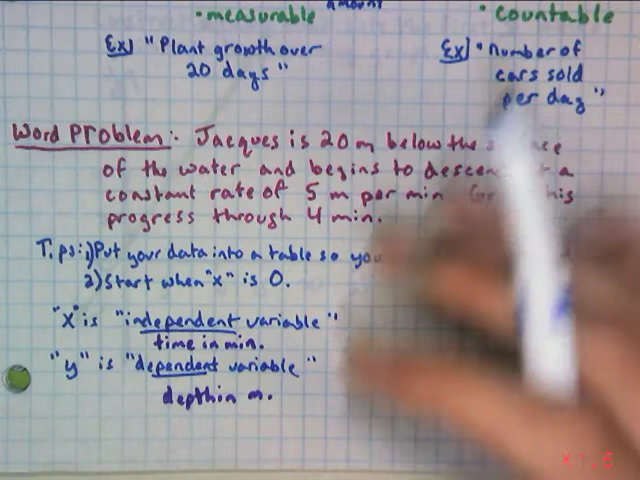 amount
• measurable
• countable
Ex) "Plant growth over
20 days"
Ex) • Number of
cars sold
per day"
Word Problem:- Jacques is 20 m below the
of the water and begins to descend a
constant rate of 5 m per min his
progress through 4 min.
Tips: 1) Put your data into a table so you
2) Start when "x" is 0.
"x" is "independent variable"
time in min.
"y" is "dependent variable"
depth in m.